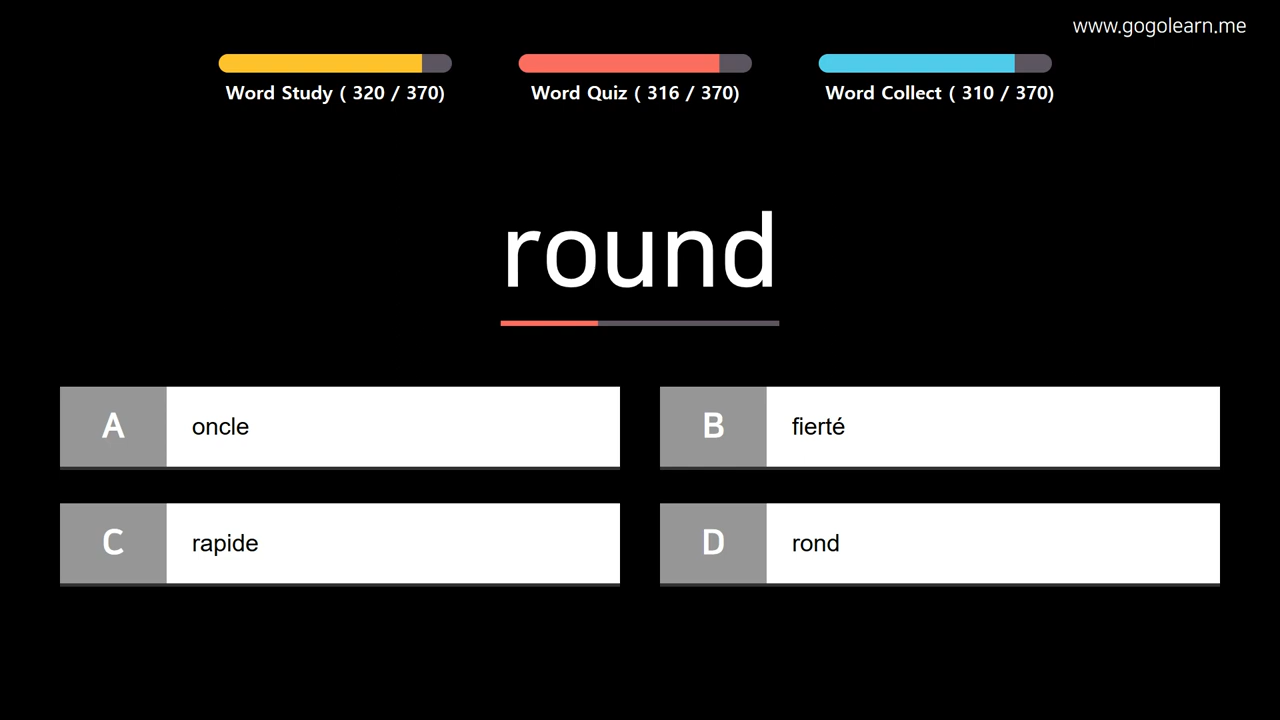 www.gogolearn.me
Word Study ( 320 / 370)
Word Quiz ( 316 / 370)
Word Collect ( 310 / 370)
round
A oncle
B fierté
C rapide
D rond